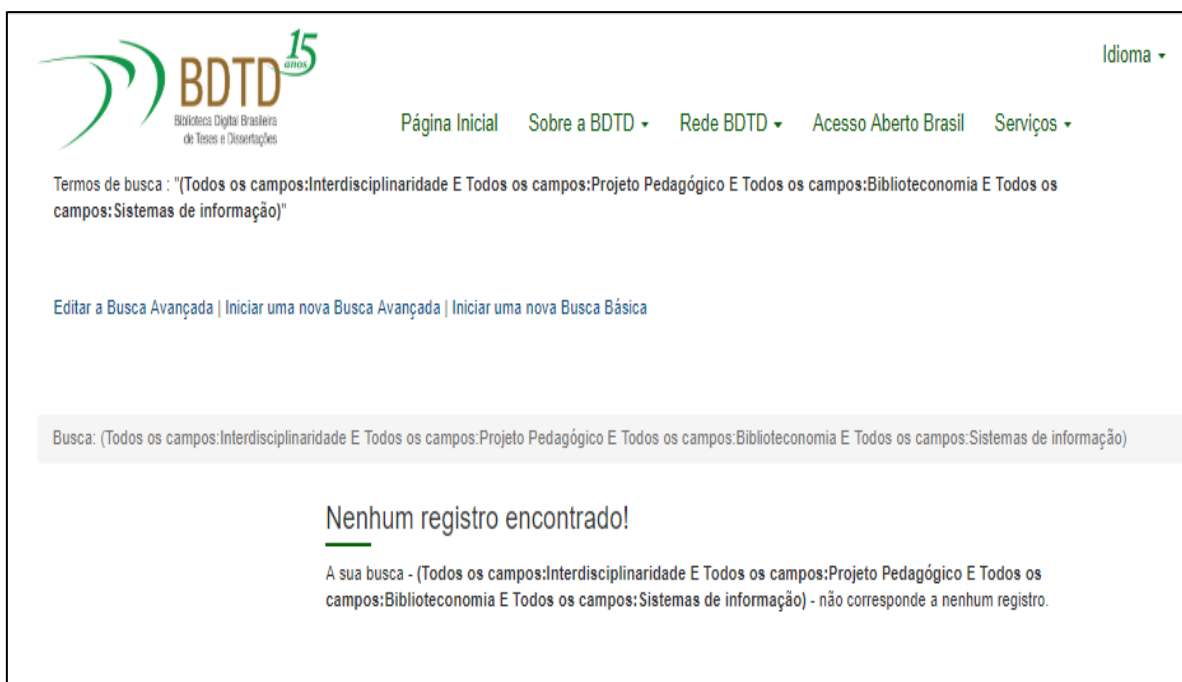 15
anos
BDTD
Biblioteca Digital Brasileira
de Teses e Dissertações
Idioma
Página Inicial Sobre a BDTD Rede BDTD Acesso Aberto Brasil Serviços
Termos de busca : "(Todos os campos:Interdisciplinaridade E Todos os campos:Projeto Pedagógico E Todos os campos:Biblioteconomia E Todos os
campos:Sistemas de informação)"
Editar a Busca Avançada | Iniciar uma nova Busca Avançada | Iniciar uma nova Busca Básica
Busca: (Todos os campos:Interdisciplinaridade E Todos os campos:Projeto Pedagógico E Todos os campos:Biblioteconomia E Todos os campos:Sistemas de informação)
Nenhum registro encontrado!
A sua busca - (Todos os campos:Interdisciplinaridade E Todos os campos:Projeto Pedagógico E Todos os
campos:Biblioteconomia E Todos os campos:Sistemas de informação) - não corresponde a nenhum registro.